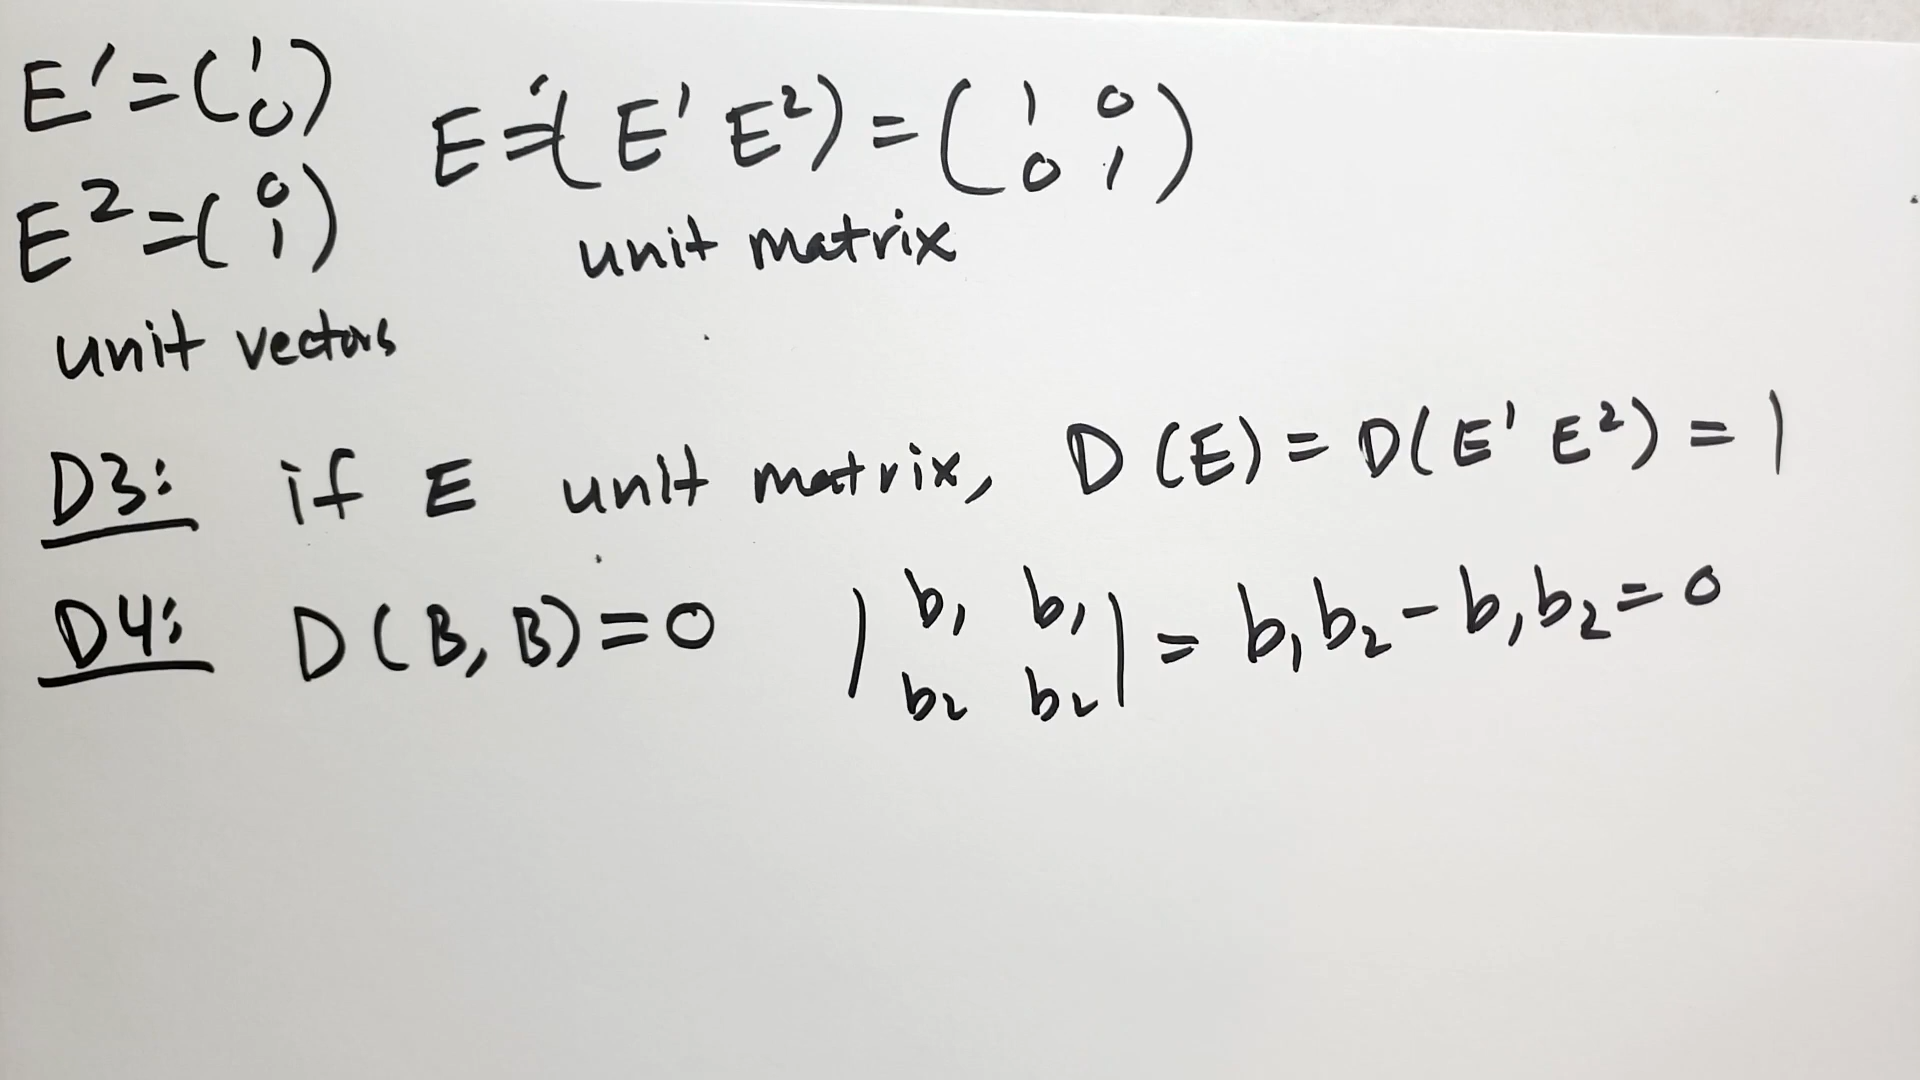 E¹ = (1 0)
E² = (0 1)
unit vectors
E = (E¹ E²) = (1 0
0 1)
unit matrix
D3: if E unit matrix, D(E) = D(E¹ E²) = 1
D4: D(B, B) = 0 | b₁ b₁
b₂ b₂ | = b₁b₂ - b₁b₂ = 0